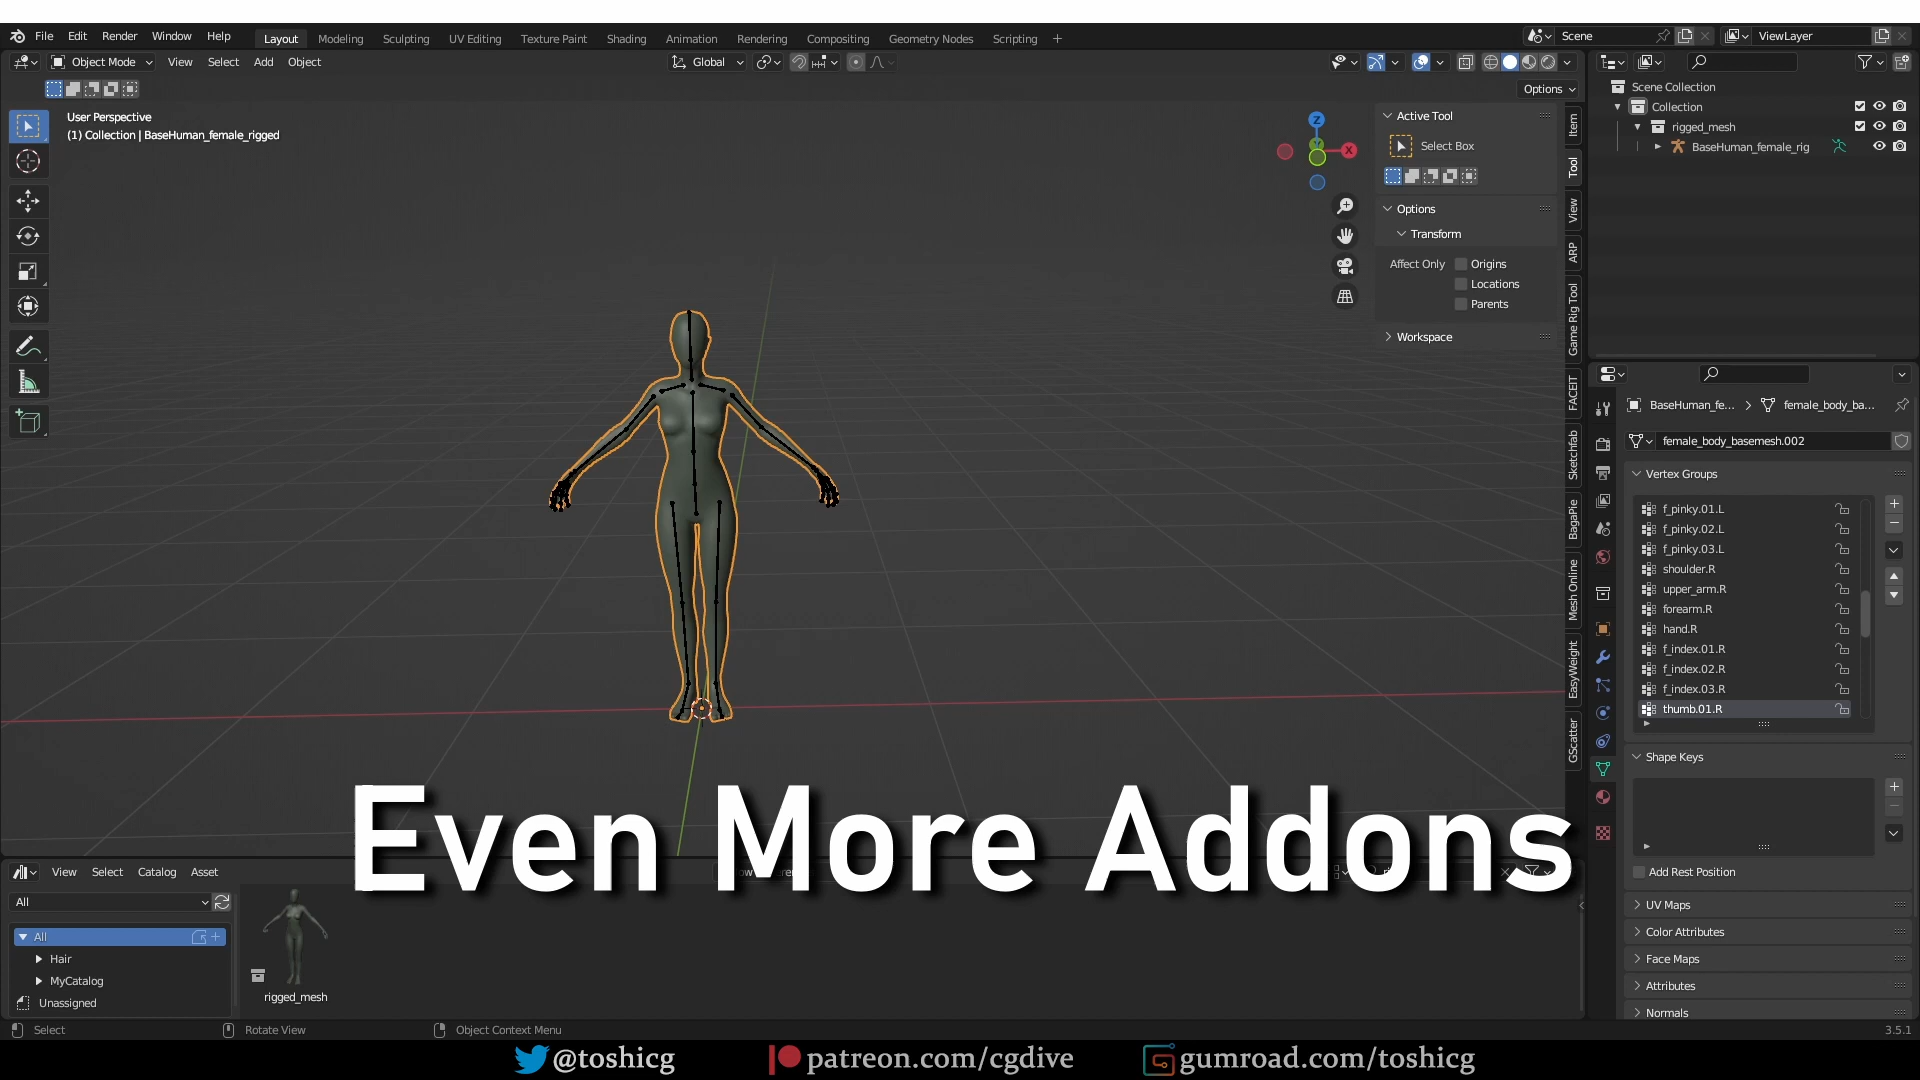 File Edit Render Window Help Layout Modeling Sculpting UV Editing Texture Paint Shading Animation Rendering Compositing Geometry Nodes Scripting + Scene ViewLayer
Object Mode View Select Add Object Global
Options
User Perspective
(1) Collection | BaseHuman_female_rigged
Z
X
Active Tool
Select Box
Options
Transform
Affect Only Origins
Locations
Parents
Workspace
Item
Tool
View
ARP
Game Rig Tool
FACEIT
Sketchfab
BagaPie
Mesh Online
EasyWeight
GScatter
Scene Collection
Collection
rigged_mesh
BaseHuman_female_rig
BaseHuman_fe... > female_body_ba...
female_body_basemesh.002
Vertex Groups
f_pinky.01.L
f_pinky.02.L
f_pinky.03.L
shoulder.R
upper_arm.R
forearm.R
hand.R
f_index.01.R
f_index.02.R
f_index.03.R
thumb.01.R
Shape Keys
Add Rest Position
UV Maps
Color Attributes
Face Maps
Attributes
Normals
Even More Addons
View Select Catalog Asset
All
All
Hair
MyCatalog
Unassigned
rigged_mesh
Select Rotate View Object Context Menu 3.5.1
@toshicg patreon.com/cgdive gumroad.com/toshicg